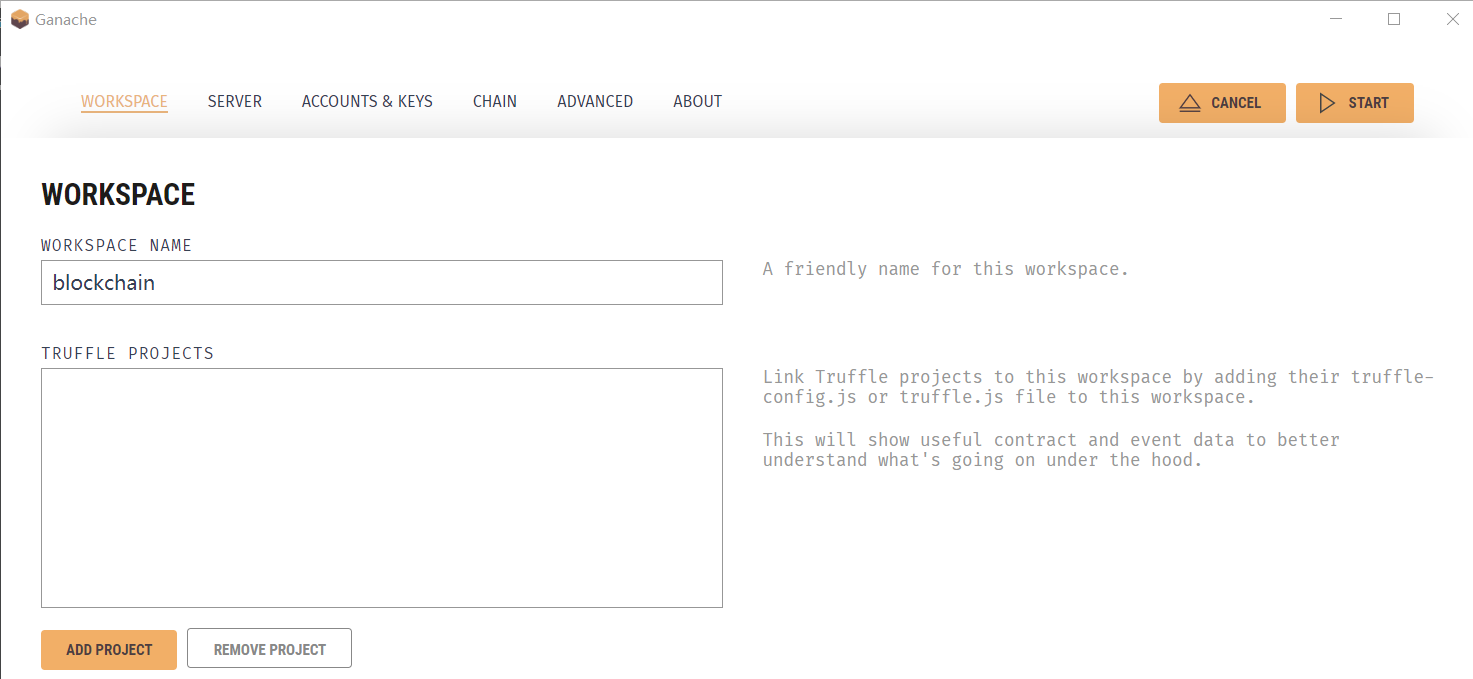 Ganache
WORKSPACE SERVER ACCOUNTS & KEYS CHAIN ADVANCED ABOUT CANCEL START
WORKSPACE
WORKSPACE NAME
blockchain
A friendly name for this workspace.
TRUFFLE PROJECTS
Link Truffle projects to this workspace by adding their truffle-
config.js or truffle.js file to this workspace.
This will show useful contract and event data to better
understand what's going on under the hood.
ADD PROJECT REMOVE PROJECT